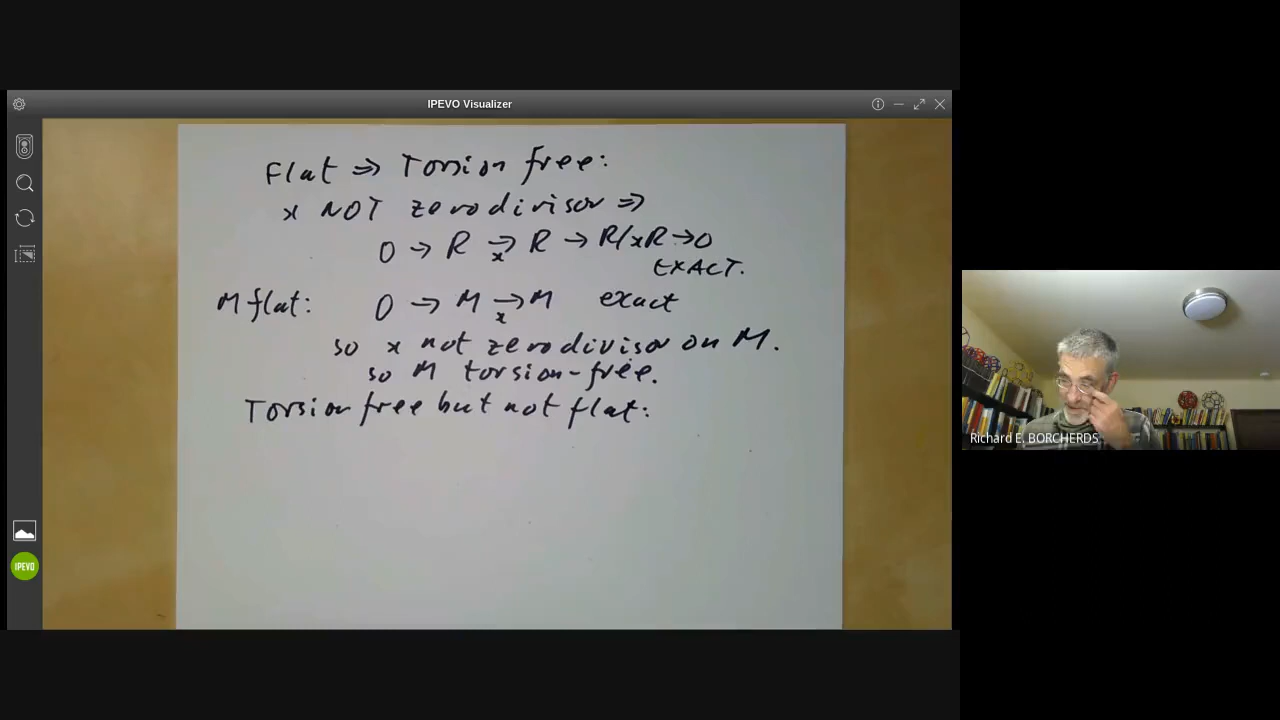 IPEVO Visualizer
Flat ⇒ Torsion free:
x NOT zero divisor ⇒
0 → R →ₓ R → R/xR → 0
EXACT.
M flat: 0 → M →ₓ M exact
so x not zero divisor on M.
so M torsion-free.
Torsion free but not flat:
IPEVO
Richard E. BORCHERDS